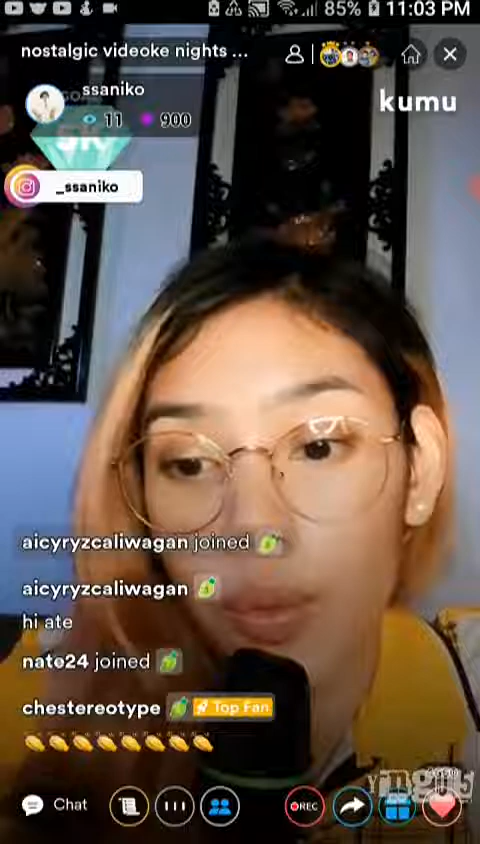 85% 11:03 PM
nostalgic videoke nights ...
ssaniko
11 900
kumu
5K
_ssaniko
aicyryzcaliwagan joined
aicyryzcaliwagan
hi ate
nate24 joined
chestereotype Top Fan
Chat
REC